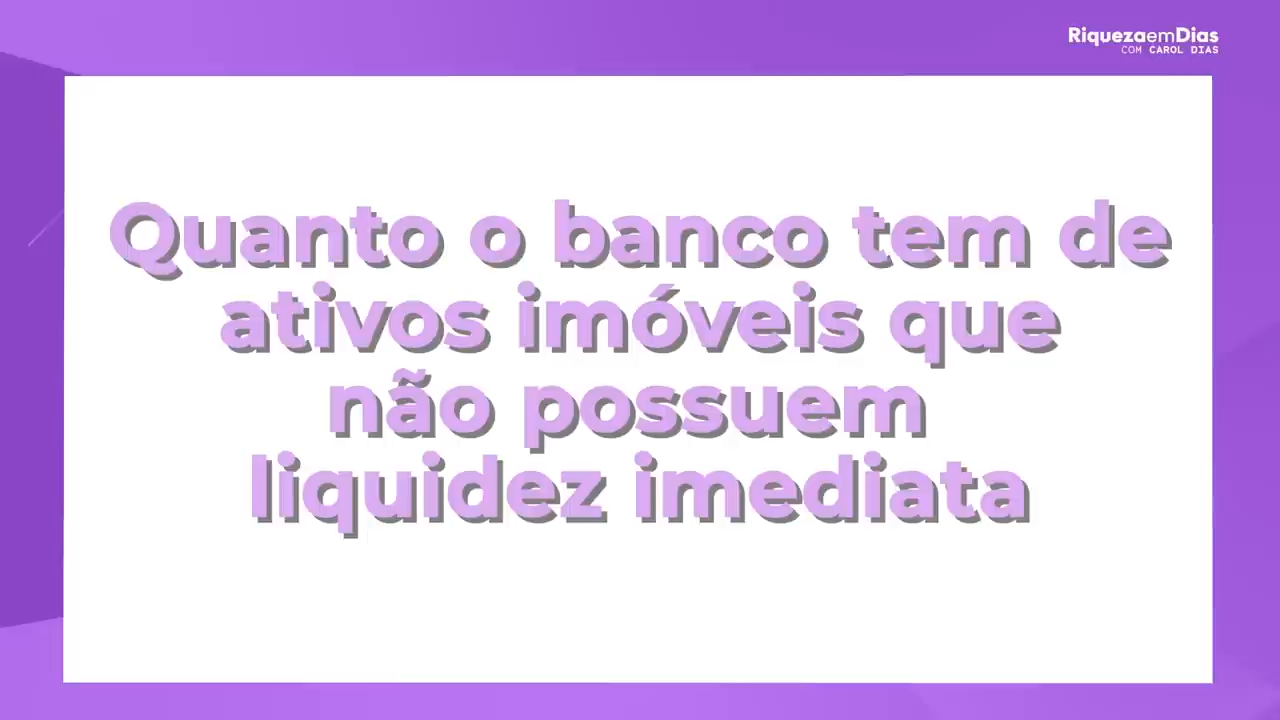 RiquezaemDias
COM CAROL DIAS
Quanto o banco tem de
ativos imóveis que
não possuem
liquidez imediata